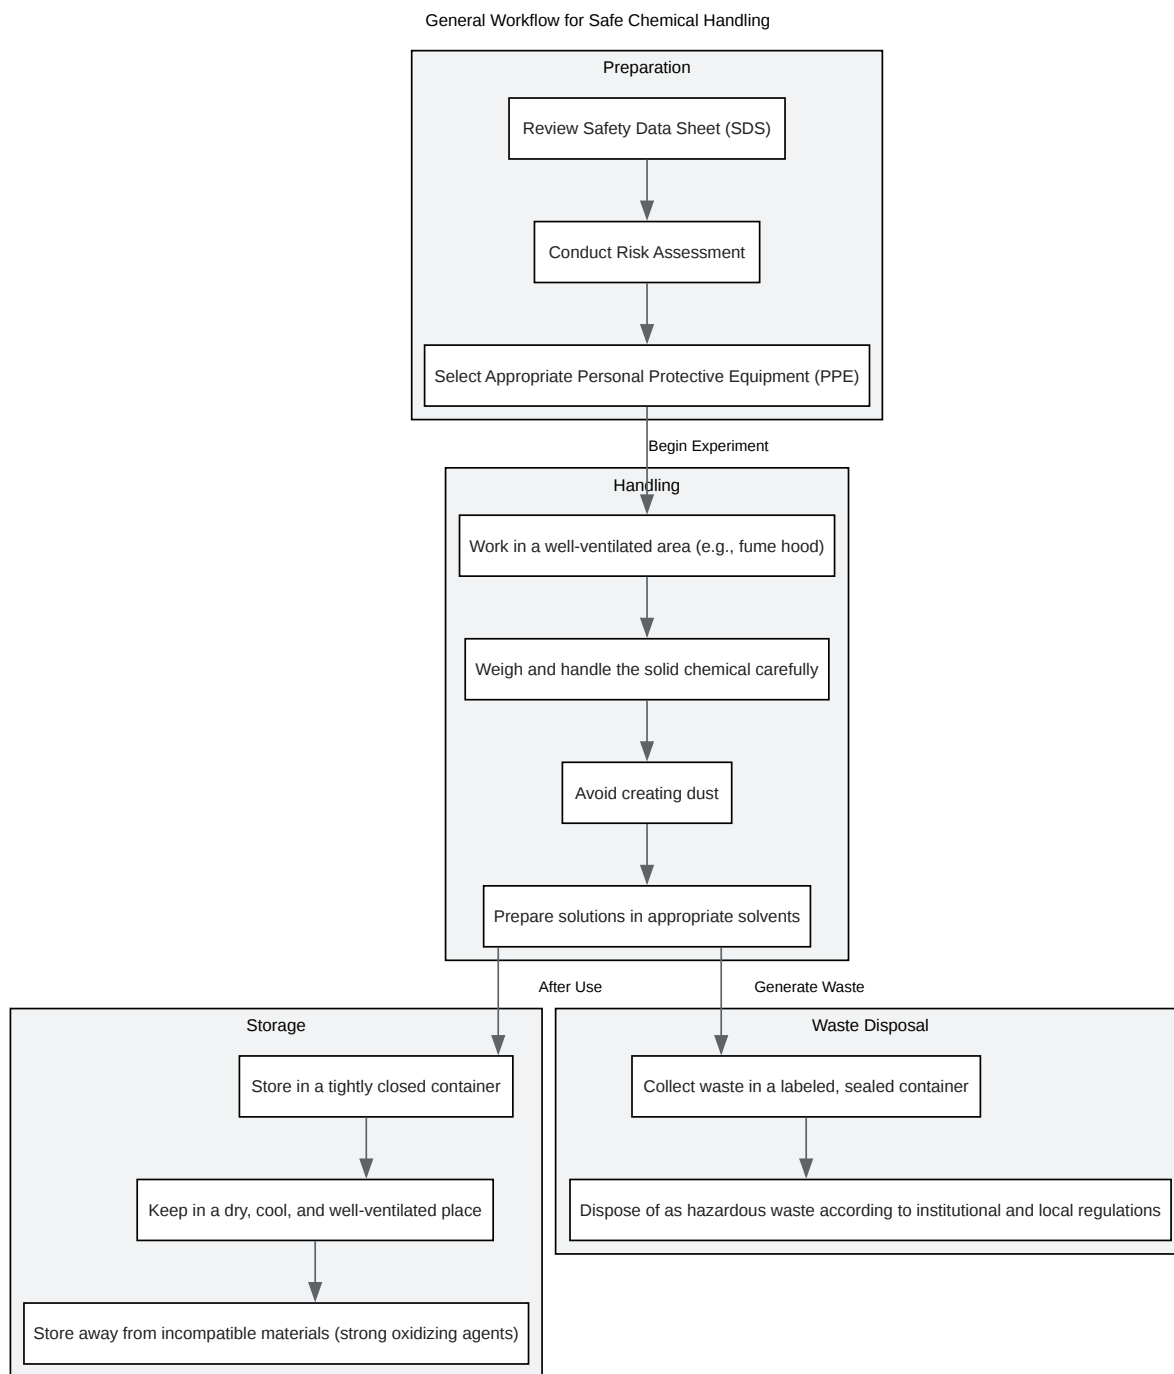 General Workflow for Safe Chemical Handling
Preparation
Review Safety Data Sheet (SDS)
Conduct Risk Assessment
Select Appropriate Personal Protective Equipment (PPE)
Begin Experiment
Handling
Work in a well-ventilated area (e.g., fume hood)
Weigh and handle the solid chemical carefully
Avoid creating dust
Prepare solutions in appropriate solvents
After Use
Generate Waste
Storage
Store in a tightly closed container
Keep in a dry, cool, and well-ventilated place
Store away from incompatible materials (strong oxidizing agents)
Waste Disposal
Collect waste in a labeled, sealed container
Dispose of as hazardous waste according to institutional and local regulations